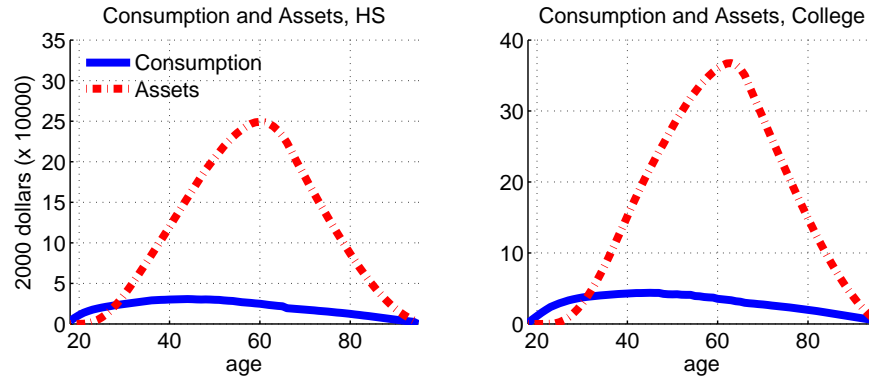 Consumption and Assets, HS
35
30
25
20
15
10
5
0
2000 dollars (x 10000)
Consumption
Assets
20 40 60 80
age
Consumption and Assets, College
40
30
20
10
0
20 40 60 80
age